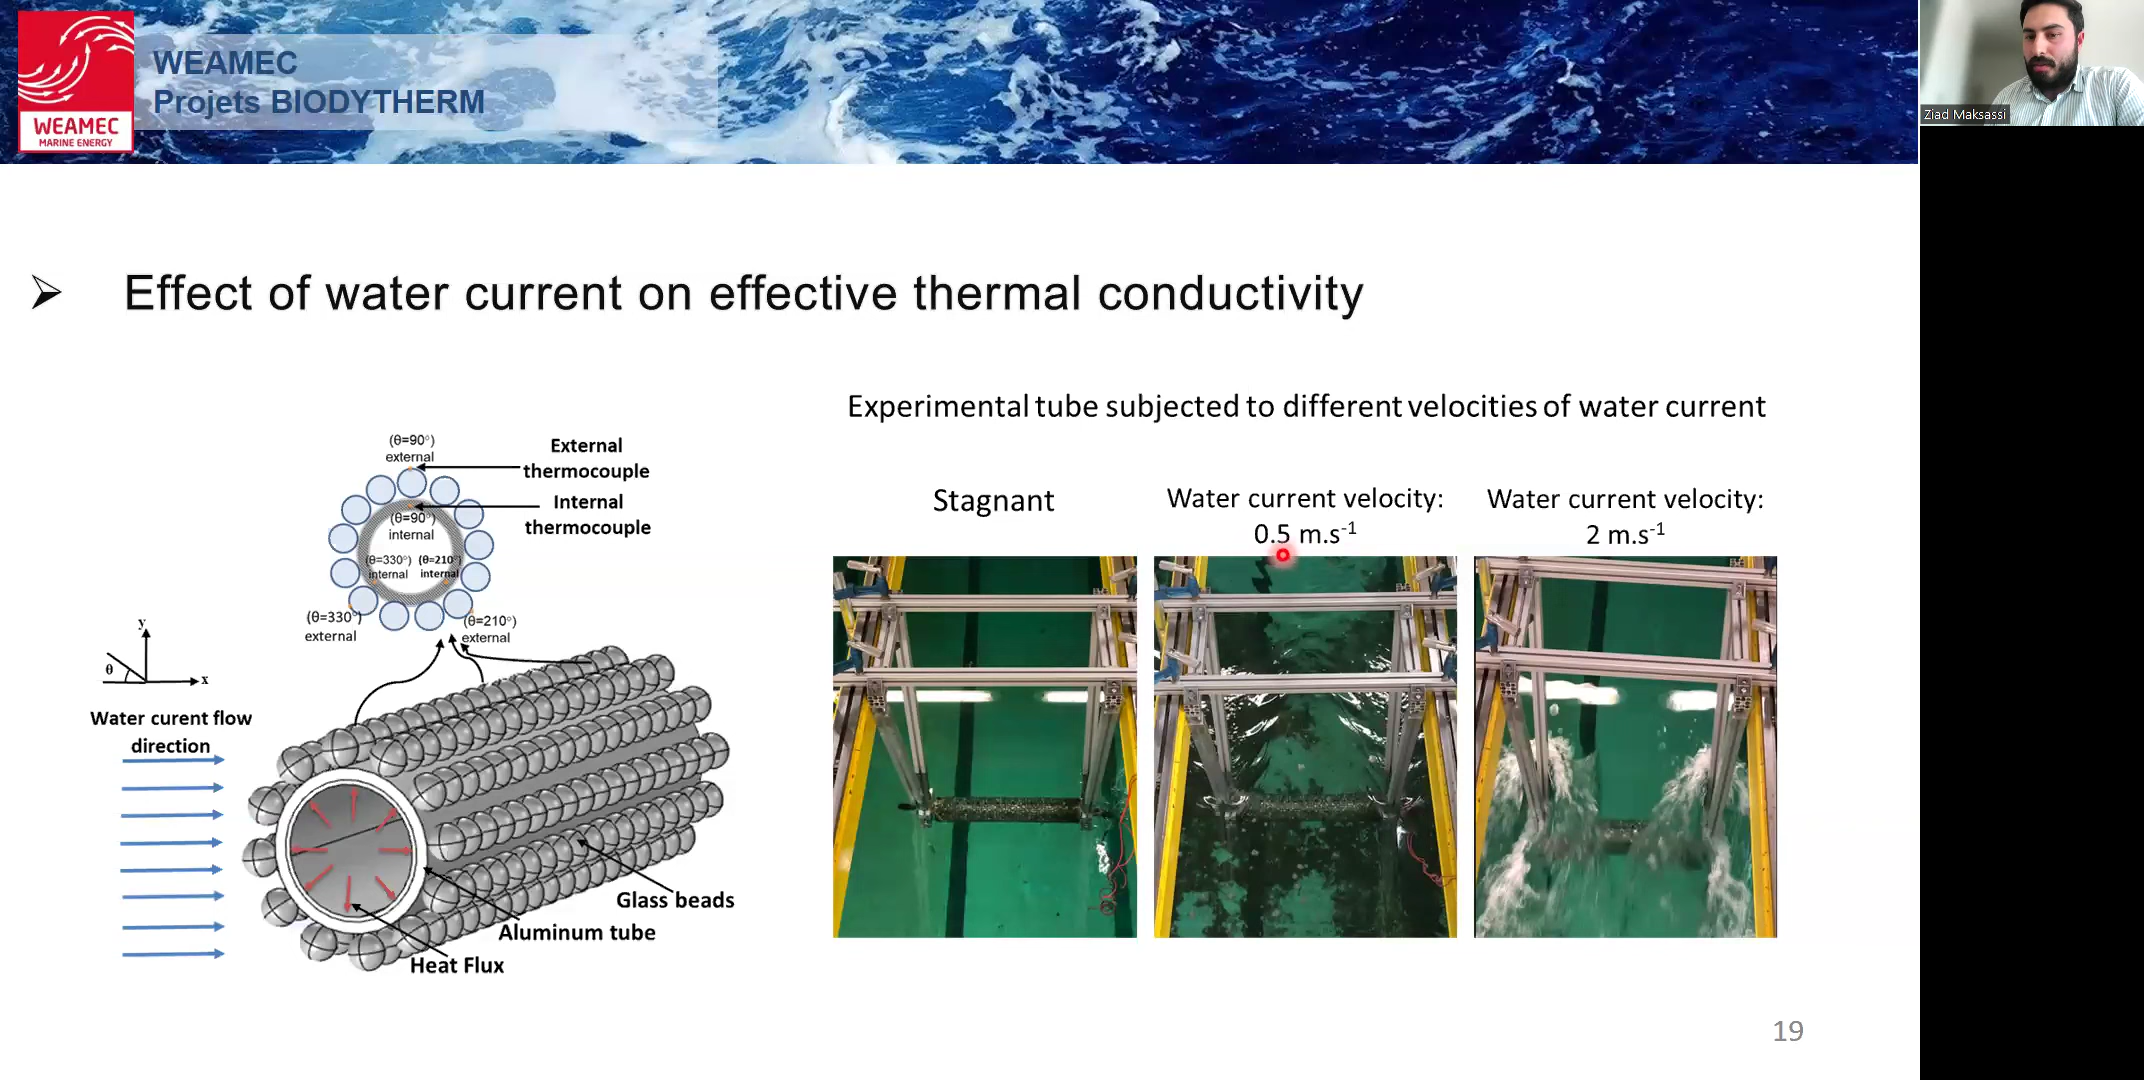 WEAMEC
Projets BIODYTHERM
WEAMEC
MARINE ENERGY
Ziad Maksassi
➢ Effect of water current on effective thermal conductivity
(θ=90°)
external
External
thermocouple
Internal
thermocouple
(θ=90°)
internal
(θ=330°)
internal
(θ=210°
internal
(θ=330°)
external
(θ=210°)
external
y
θ
x
Water curent flow
direction
Glass beads
Aluminum tube
Heat Flux
Experimental tube subjected to different velocities of water current
Stagnant
Water current velocity:
0.5 m.s-1
Water current velocity:
2 m.s-1
19